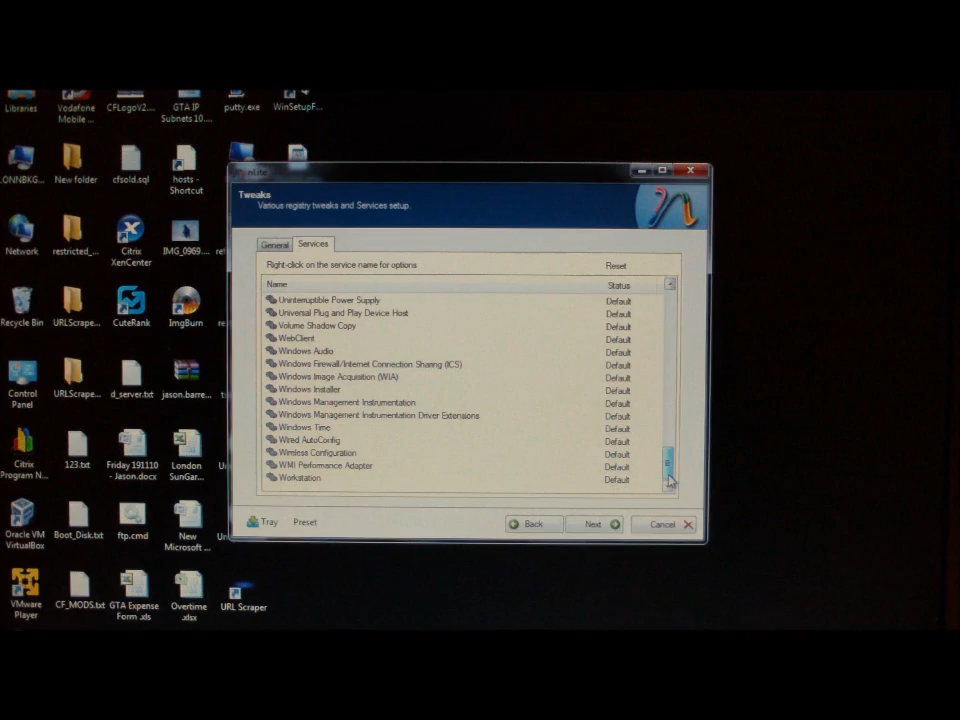 Libraries
Vodafone Mobile ...
CFLogoV2....
GTA IP Subnets 10....
putty.exe
WinSetupF...
New folder
cfsold.sql
hosts - Shortcut
Network
restricted_...
Citrix XenCenter
IMG_0969....
Recycle Bin
URLScrape...
CuteRank
ImgBurn
Control Panel
URLScrape...
d_server.txt
jason.barre...
Citrix Program N...
123.txt
Friday 191110 - Jason.docx
London SunGar...
Oracle VM VirtualBox
Boot_Disk.txt
ftp.cmd
New Microsoft ...
VMware Player
CF_MODS.txt
GTA Expense Form .xls
Overtime .xlsx
URL Scraper
nLite
Tweaks
Various registry tweaks and Services setup.
General Services
Right-click on the service name for options Reset
Name Status
Uninterruptible Power Supply Default
Universal Plug and Play Device Host Default
Volume Shadow Copy Default
WebClient Default
Windows Audio Default
Windows Firewall/Internet Connection Sharing (ICS) Default
Windows Image Acquisition (WIA) Default
Windows Installer Default
Windows Management Instrumentation Default
Windows Management Instrumentation Driver Extensions Default
Windows Time Default
Wired AutoConfig Default
Wireless Configuration Default
WMI Performance Adapter Default
Workstation Default
Tray Preset Back Next Cancel